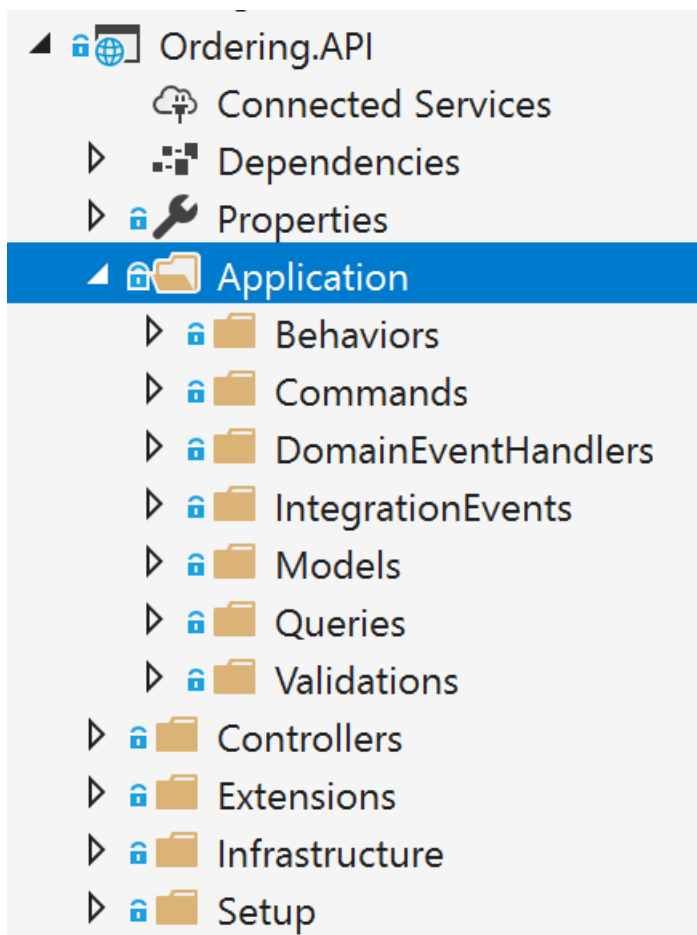 Ordering.API
Connected Services
Dependencies
Properties
Application
Behaviors
Commands
DomainEventHandlers
IntegrationEvents
Models
Queries
Validations
Controllers
Extensions
Infrastructure
Setup